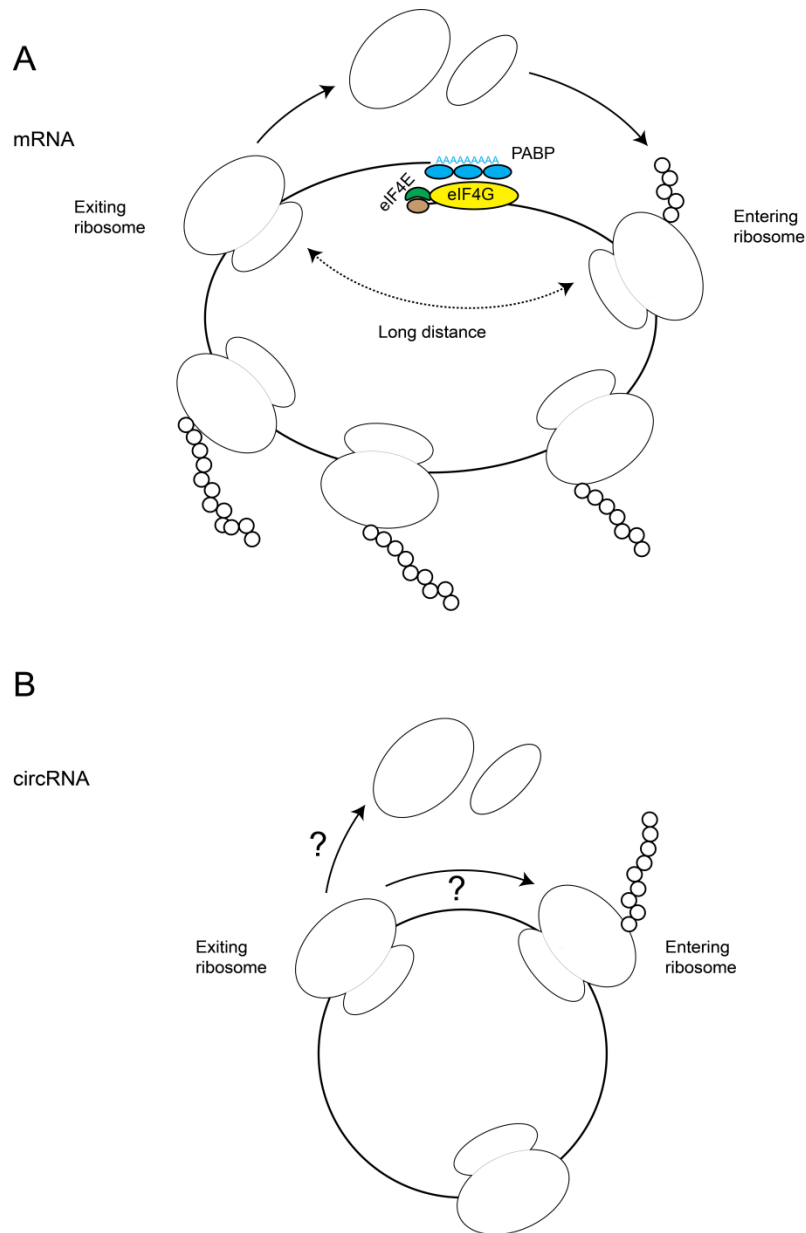 A
mRNA
AAAAAAAAA
PABP
eIF4E
eIF4G
Exiting
ribosome
Entering
ribosome
Long distance
B
circRNA
?
?
Exiting
ribosome
Entering
ribosome